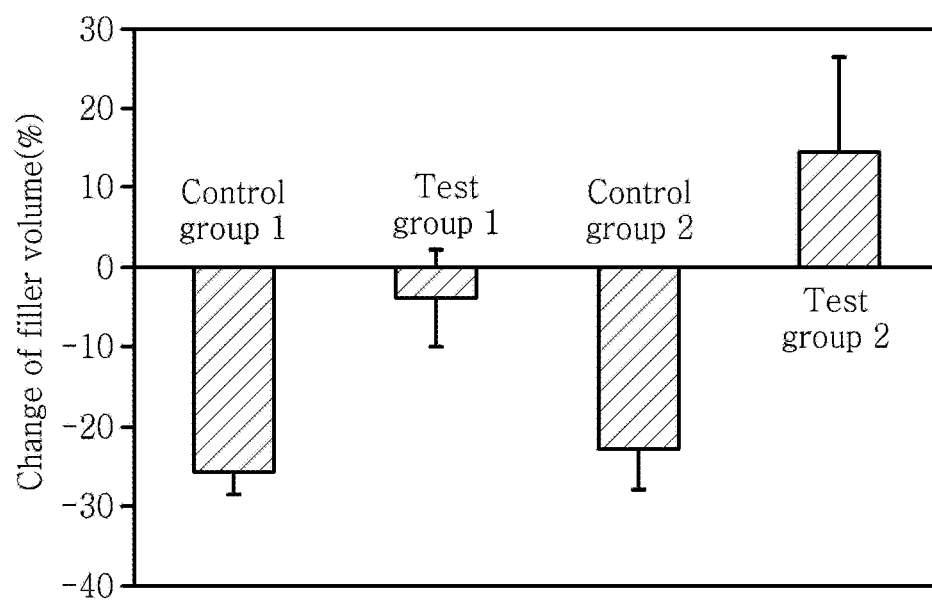 30
20
10
0
-10
-20
-30
-40
Change of filler volume(%)
Control
group 1
Test
group 1
Control
group 2
Test
group 2